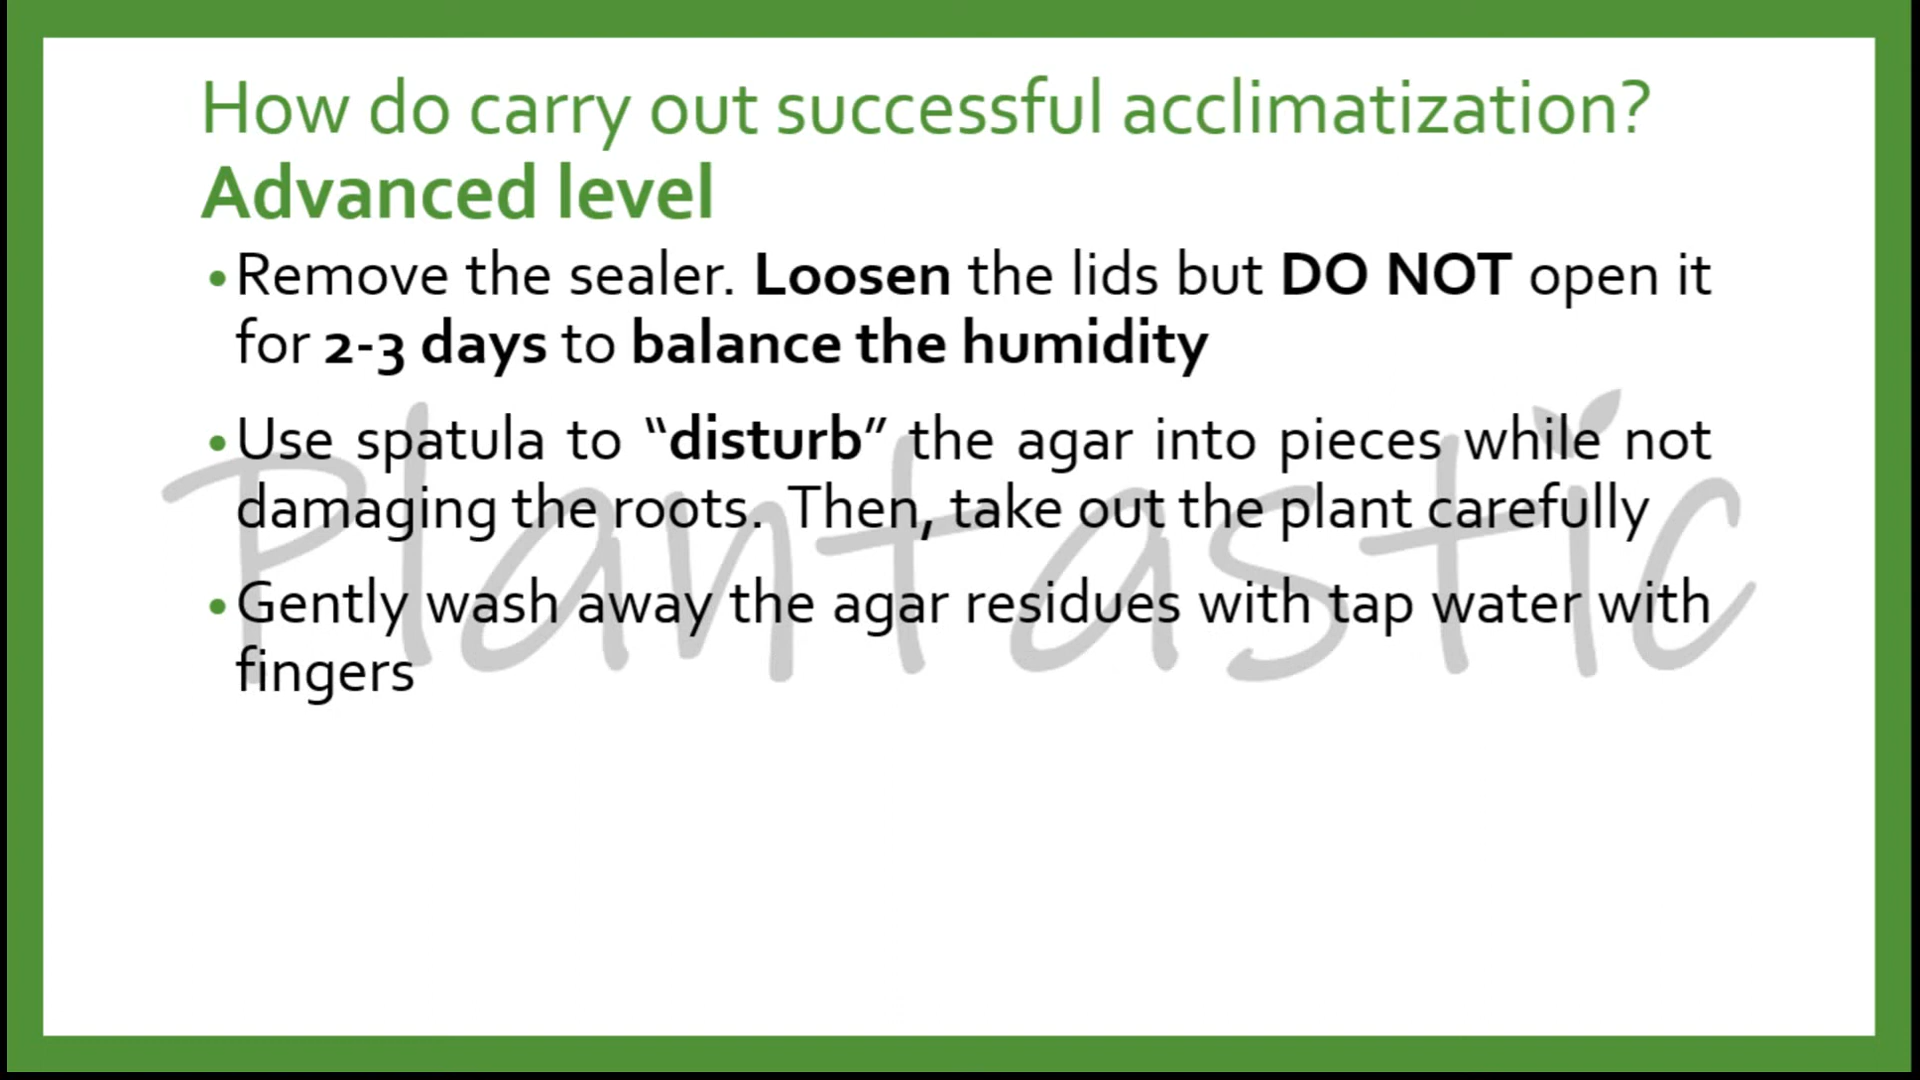 How do carry out successful acclimatization?
Advanced level
•Remove the sealer. Loosen the lids but DO NOT open it
for 2-3 days to balance the humidity
•Use spatula to “disturb” the agar into pieces while not
damaging the roots. Then, take out the plant carefully
•Gently wash away the agar residues with tap water with
fingers
Plantastic